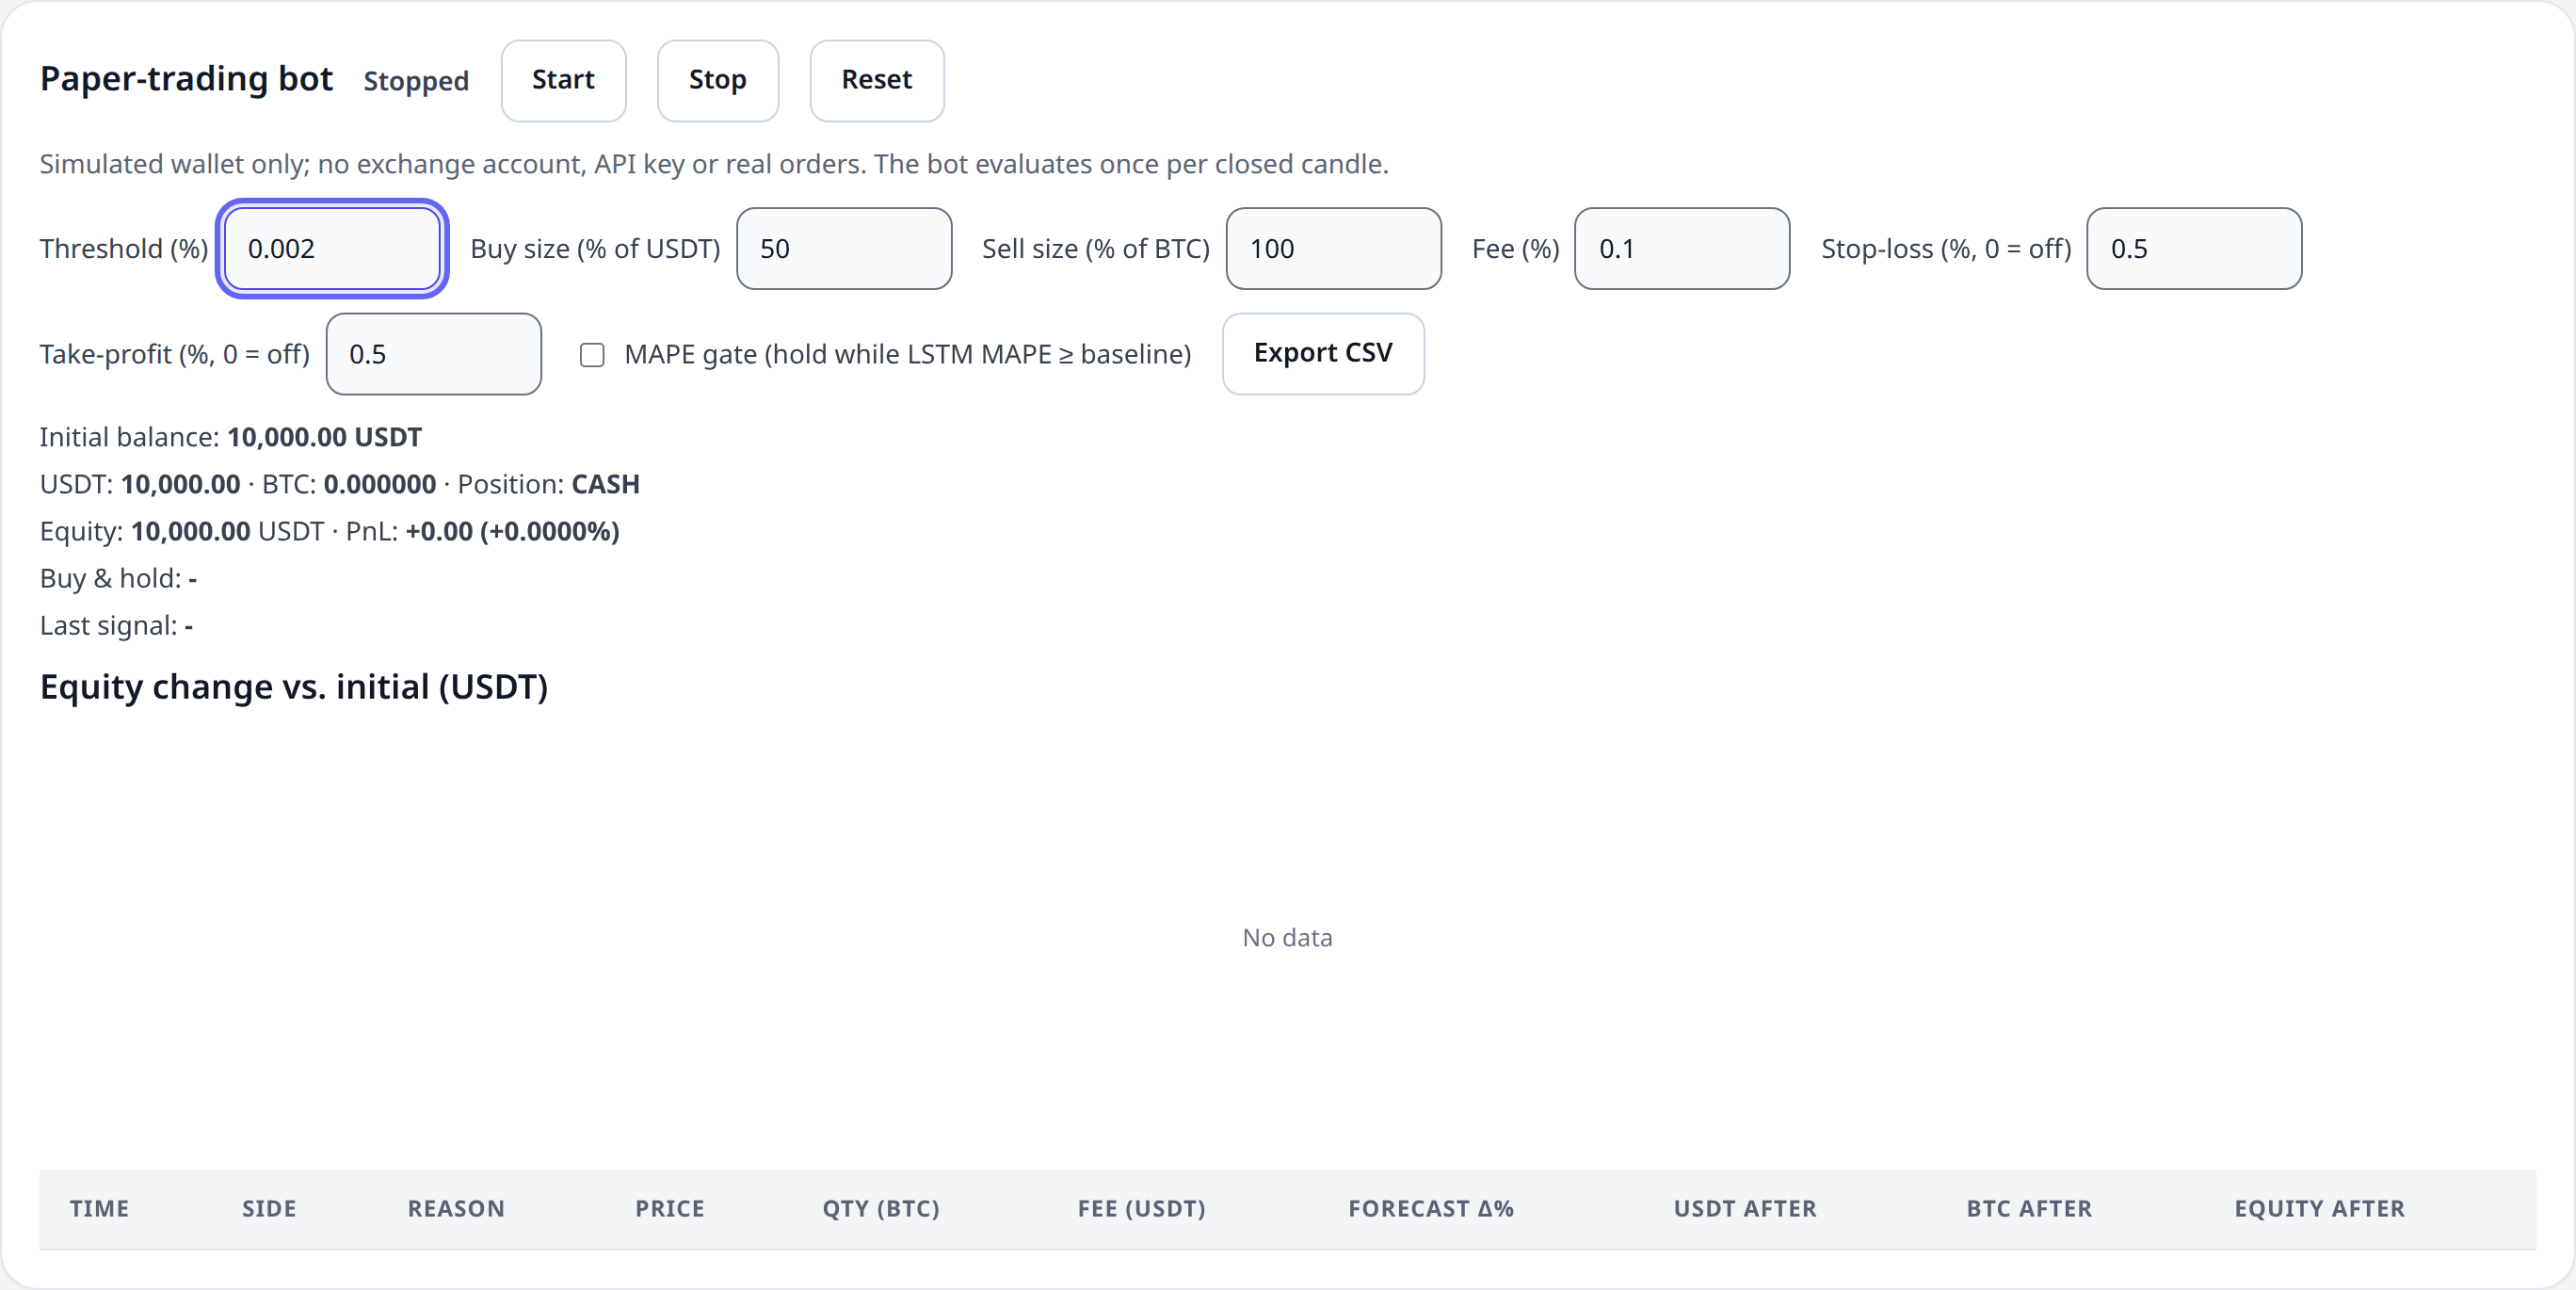 Paper-trading bot Stopped Start Stop Reset
Simulated wallet only; no exchange account, API key or real orders. The bot evaluates once per closed candle.
Threshold (%) 0.002 Buy size (% of USDT) 50 Sell size (% of BTC) 100 Fee (%) 0.1 Stop-loss (%, 0 = off) 0.5
Take-profit (%, 0 = off) 0.5 MAPE gate (hold while LSTM MAPE ≥ baseline) Export CSV
Initial balance: 10,000.00 USDT
USDT: 10,000.00 · BTC: 0.000000 · Position: CASH
Equity: 10,000.00 USDT · PnL: +0.00 (+0.0000%)
Buy & hold: -
Last signal: -
Equity change vs. initial (USDT)
No data
TIME SIDE REASON PRICE QTY (BTC) FEE (USDT) FORECAST Δ% USDT AFTER BTC AFTER EQUITY AFTER